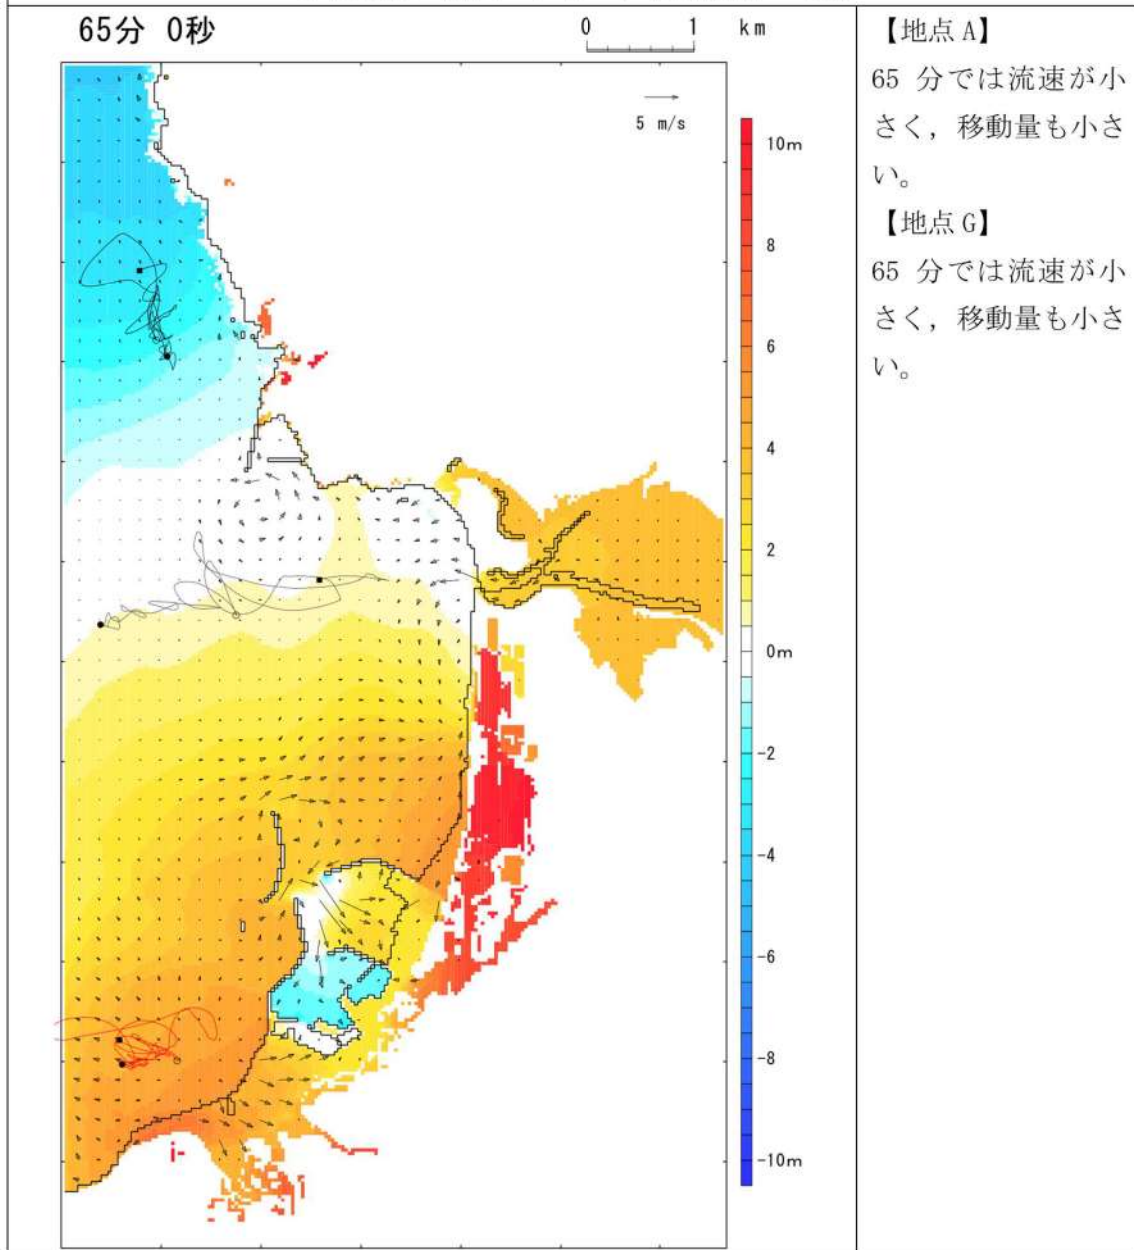 65分 0秒
0 1 km
5 m/s
10m
8
6
4
2
0m
-2
-4
-6
-8
-10m
【地点 A】
65 分では流速が小
さく，移動量も小さ
い。
【地点 G】
65 分では流速が小
さく，移動量も小さ
い。